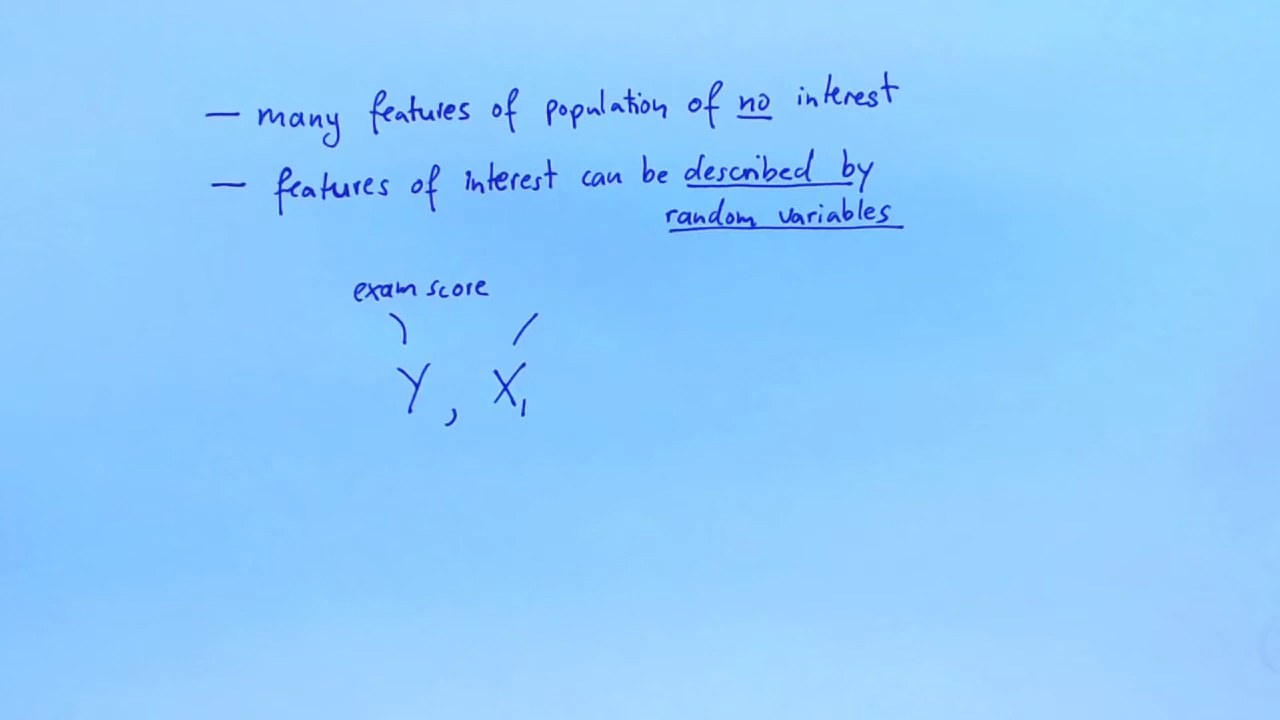 — many features of population of no interest
— features of interest can be described by
random variables
exam score
Y, X₁